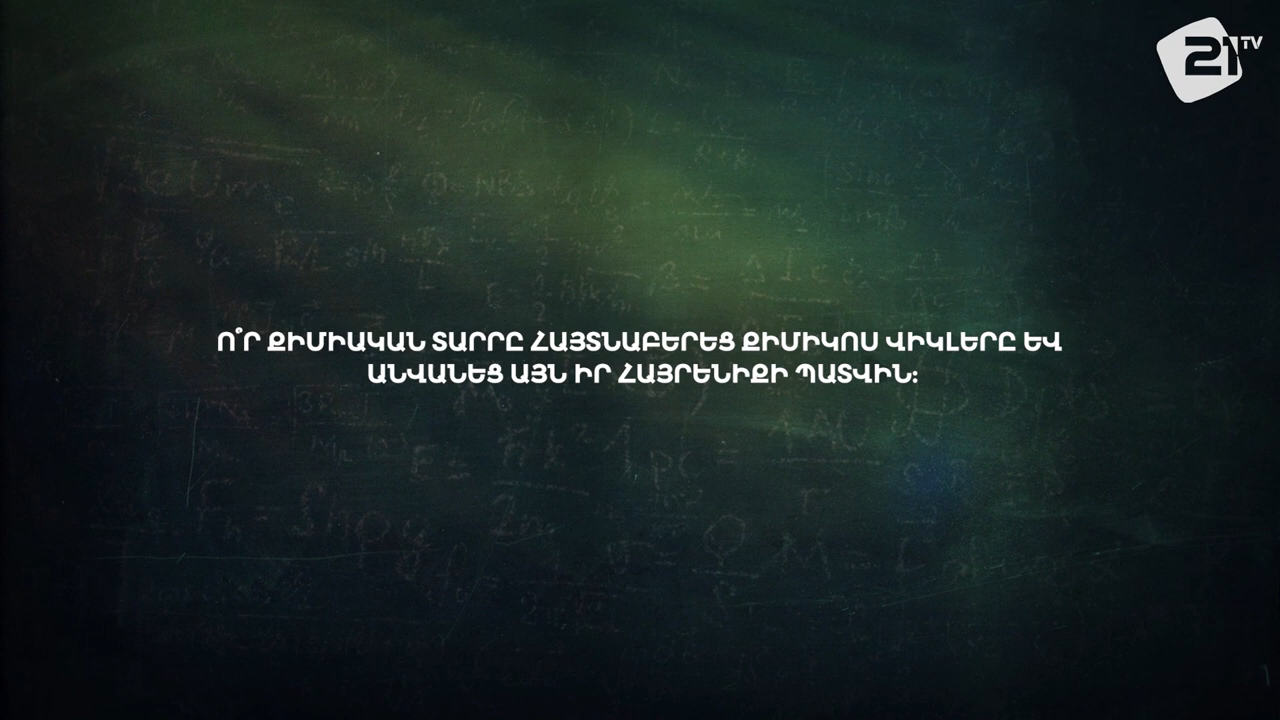 21 TV
Ո՞Ր ՔԻՄԻԱԿԱՆ ՏԱՐՐԸ ՀԱՅՏՆԱԲԵՐԵՑ ՔԻՄԻԿՈՍ ՎԻԿԼԵՐԸ ԵՎ
ԱՆՎԱՆԵՑ ԱՅՆ ԻՐ ՀԱՅՐԵՆԻՔԻ ՊԱՏՎԻՆ: